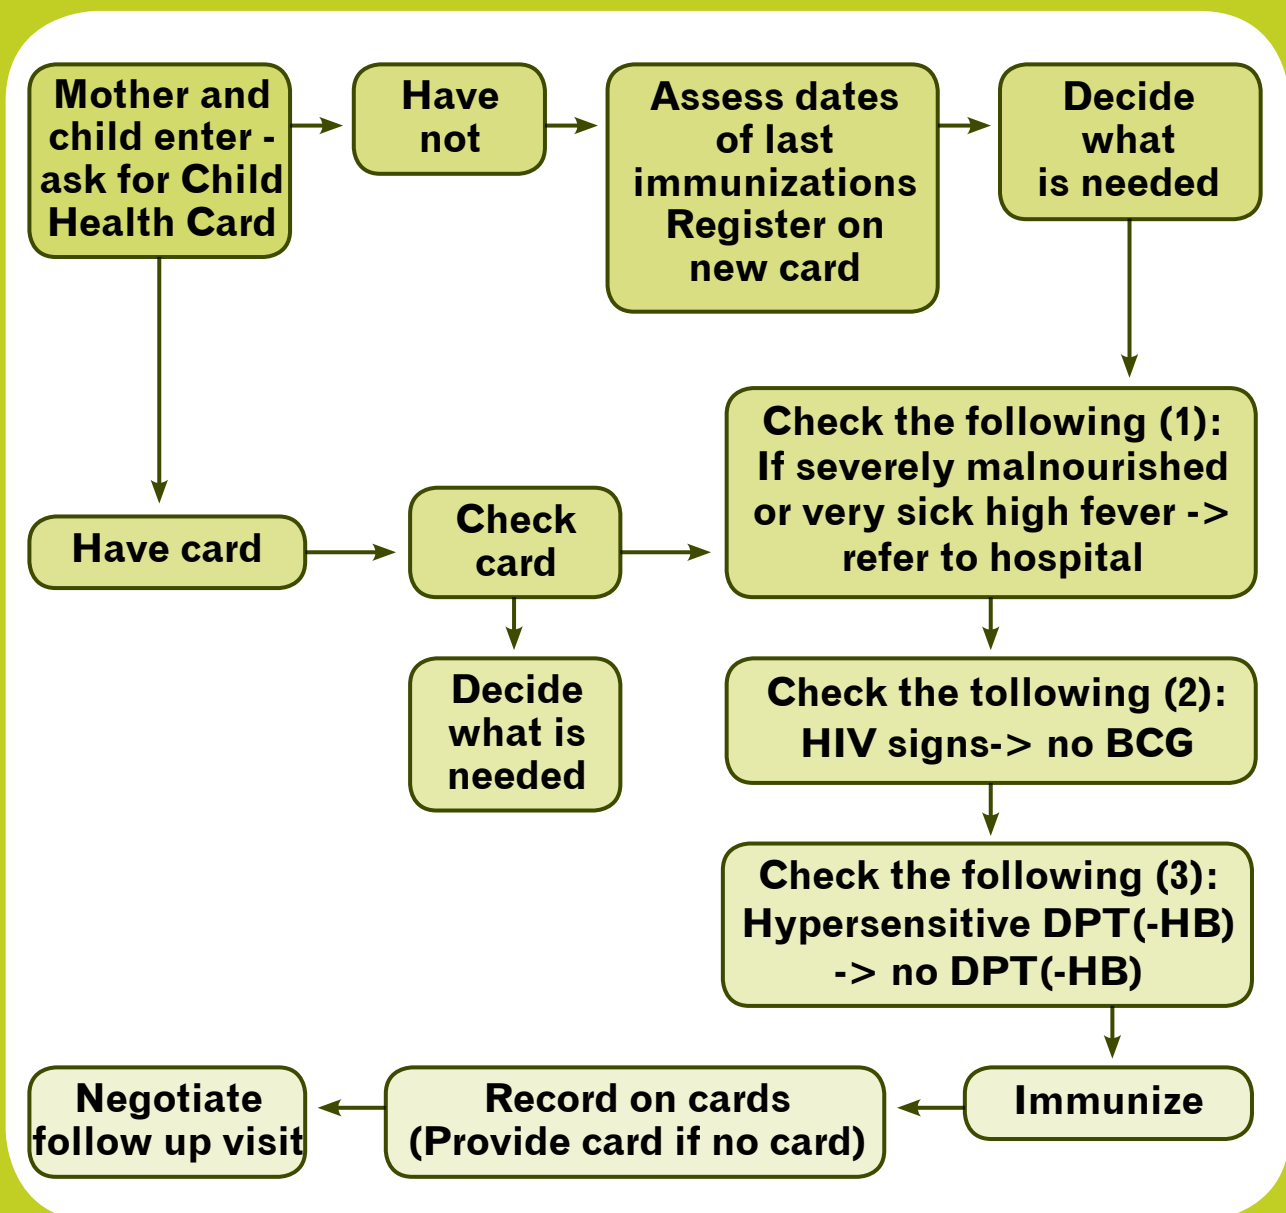 Mother and
child enter -
ask for Child
Health Card
Have
not
Assess dates
of last
immunizations
Register on
new card
Decide
what
is needed
Have card
Check
card
Decide
what is
needed
Check the following (1):
If severely malnourished
or very sick high fever ->
refer to hospital
Check the tollowing (2):
HIV signs-> no BCG
Check the following (3):
Hypersensitive DPT(-HB)
-> no DPT(-HB)
Immunize
Record on cards
(Provide card if no card)
Negotiate
follow up visit